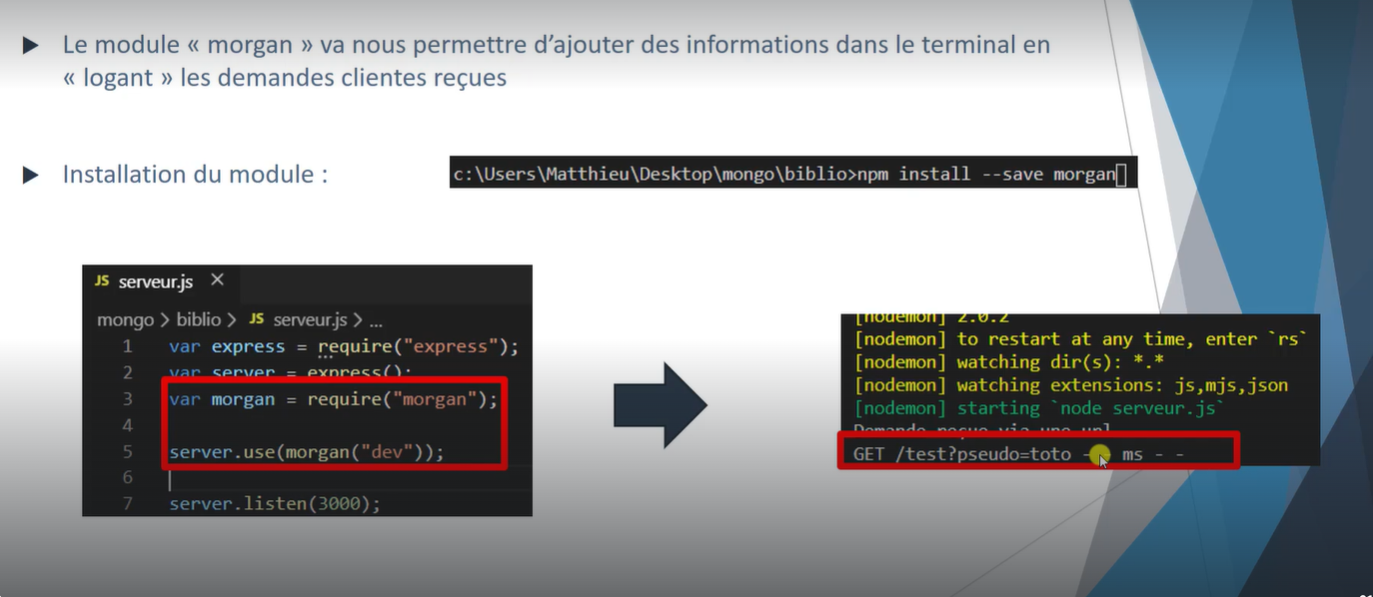 Le module « morgan » va nous permettre d’ajouter des informations dans le terminal en
« logant » les demandes clientes reçues
Installation du module :
c:\Users\Matthieu\Desktop\mongo\biblio>npm install --save morgan
JS serveur.js ×
mongo > biblio > JS serveur.js > ...
1 var express = require("express");
2 var server = express();
3 var morgan = require("morgan");
4
5 server.use(morgan("dev"));
6
7 server.listen(3000);
[nodemon] 2.0.2
[nodemon] to restart at any time, enter `rs`
[nodemon] watching dir(s): *.*
[nodemon] watching extensions: js,mjs,json
[nodemon] starting `node serveur.js`
Demande reçue via une url
GET /test?pseudo=toto - ms - -